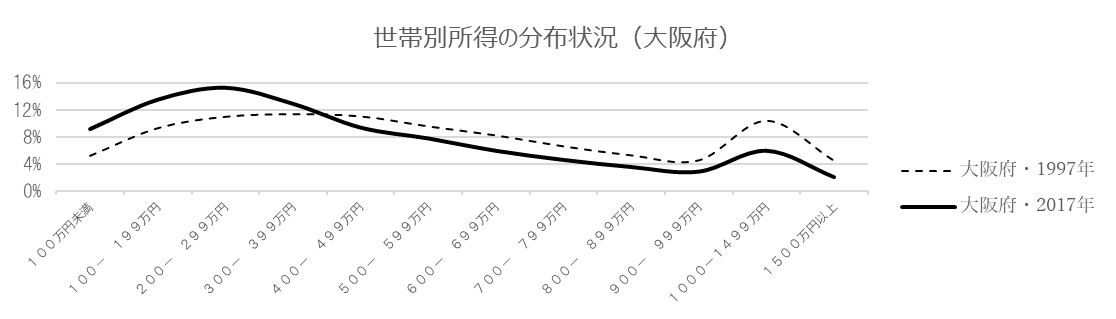 世帯別所得の分布状況（大阪府）
16%
12%
8%
4%
0%
１００万円未満
１００－　１９９万円
２００－　２９９万円
３００－　３９９万円
４００－　４９９万円
５００－　５９９万円
６００－　６９９万円
７００－　７９９万円
８００－　８９９万円
９００－　９９９万円
１０００－１４９９万円
１５００万円以上
大阪府・1997年
大阪府・2017年